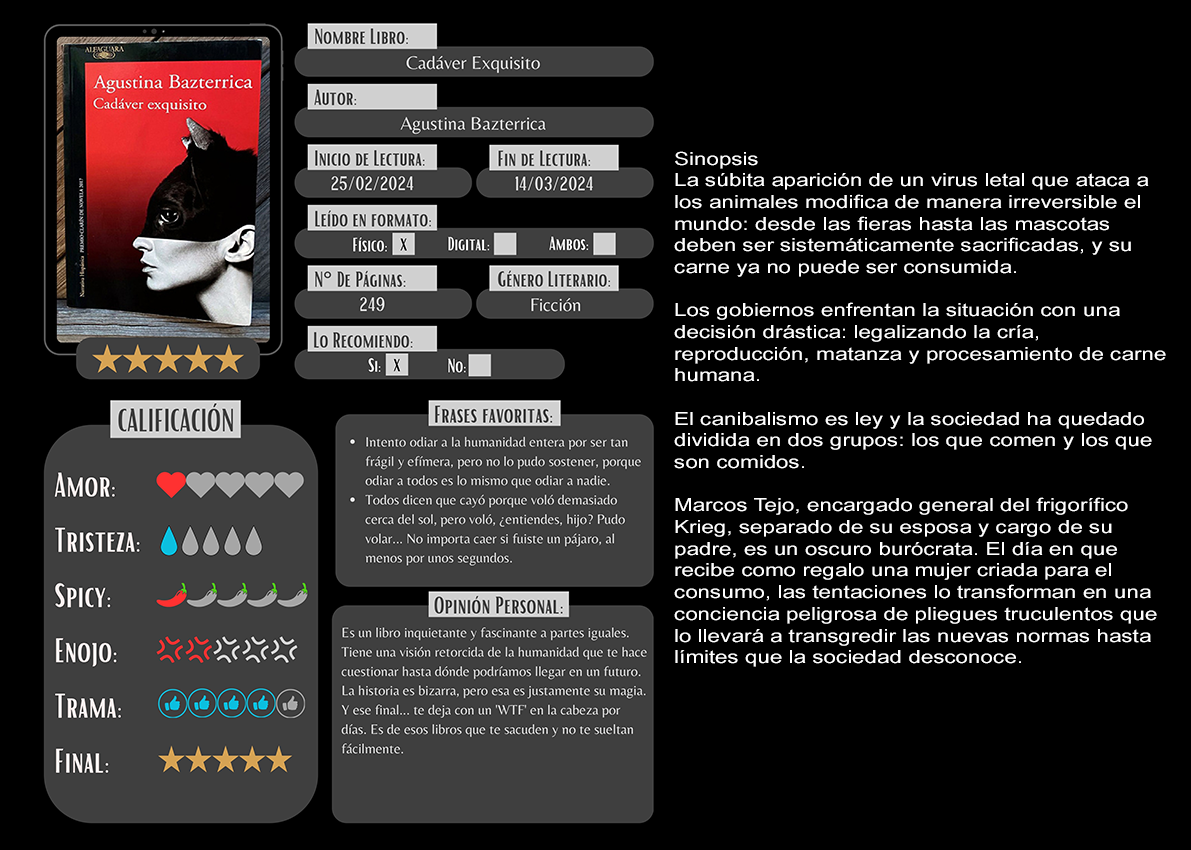 ALFAGUARA
Agustina Bazterrica
Cadáver exquisito
Narrativa Hispánica PREMIO CLARÍN DE NOVELA 2017
NOMBRE LIBRO:
Cadáver Exquisito
AUTOR:
Agustina Bazterrica
INICIO DE LECTURA:
25/02/2024
FIN DE LECTURA:
14/03/2024
LEÍDO EN FORMATO:
FÍSICO: X DIGITAL: AMBOS:
N° DE PÁGINAS:
249
GÉNERO LITERARIO:
Ficción
LO RECOMIENDO:
SI: X NO:
CALIFICACIÓN
AMOR:
TRISTEZA:
SPICY:
ENOJO:
TRAMA:
FINAL:
FRASES FAVORITAS:
• Intento odiar a la humanidad entera por ser tan
frágil y efímera, pero no lo pudo sostener, porque
odiar a todos es lo mismo que odiar a nadie.
• Todos dicen que cayó porque voló demasiado
cerca del sol, pero voló, ¿entiendes, hijo? Pudo
volar... No importa caer si fuiste un pájaro, al
menos por unos segundos.
OPINIÓN PERSONAL:
Es un libro inquietante y fascinante a partes iguales.
Tiene una visión retorcida de la humanidad que te hace
cuestionar hasta dónde podríamos llegar en un futuro.
La historia es bizarra, pero esa es justamente su magia.
Y ese final... te deja con un 'WTF' en la cabeza por
días. Es de esos libros que te sacuden y no te sueltan
fácilmente.
Sinopsis
La súbita aparición de un virus letal que ataca a
los animales modifica de manera irreversible el
mundo: desde las fieras hasta las mascotas
deben ser sistemáticamente sacrificadas, y su
carne ya no puede ser consumida.
Los gobiernos enfrentan la situación con una
decisión drástica: legalizando la cría,
reproducción, matanza y procesamiento de carne
humana.
El canibalismo es ley y la sociedad ha quedado
dividida en dos grupos: los que comen y los que
son comidos.
Marcos Tejo, encargado general del frigorífico
Krieg, separado de su esposa y cargo de su
padre, es un oscuro burócrata. El día en que
recibe como regalo una mujer criada para el
consumo, las tentaciones lo transforman en una
conciencia peligrosa de pliegues truculentos que
lo llevará a transgredir las nuevas normas hasta
límites que la sociedad desconoce.